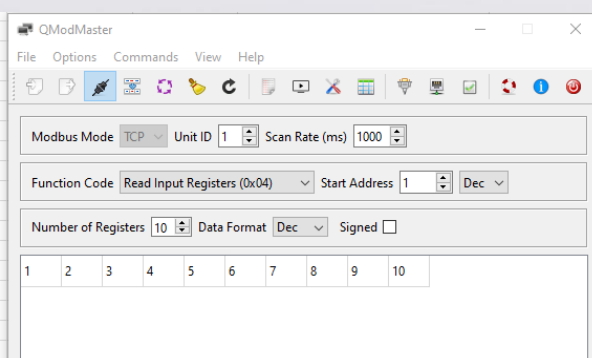 QModMaster
File Options Commands View Help
Modbus Mode TCP Unit ID 1 Scan Rate (ms) 1000
Function Code Read Input Registers (0x04) Start Address 1 Dec
Number of Registers 10 Data Format Dec Signed
1 2 3 4 5 6 7 8 9 10